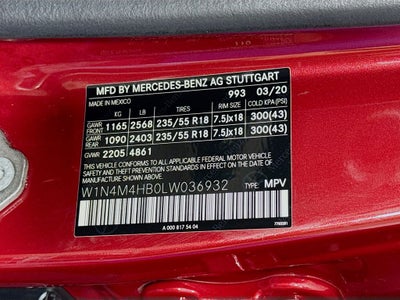 MFD BY MERCEDES-BENZ AG STUTTGART
MADE IN MEXICO 993 03/20
KG LB TIRE SIZE RIM SIZE COLD KPA (PSI)
GAWR FRONT 1165 2568 235/55 R18 7.5Jx18 300(43)
GAWR REAR 1090 2403 235/55 R18 7.5Jx18 300(43)
GVWR 2205 4861
THIS VEHICLE CONFORMS TO ALL APPLICABLE FEDERAL MOTOR VEHICLE
SAFETY, BUMPER, AND THEFT PREVENTION STANDARDS IN
EFFECT ON THE DATE OF MANUFACTURE SHOWN ABOVE.
W1N4M4HB0LW036932 TYPE: MPV
A 000 817 54 04